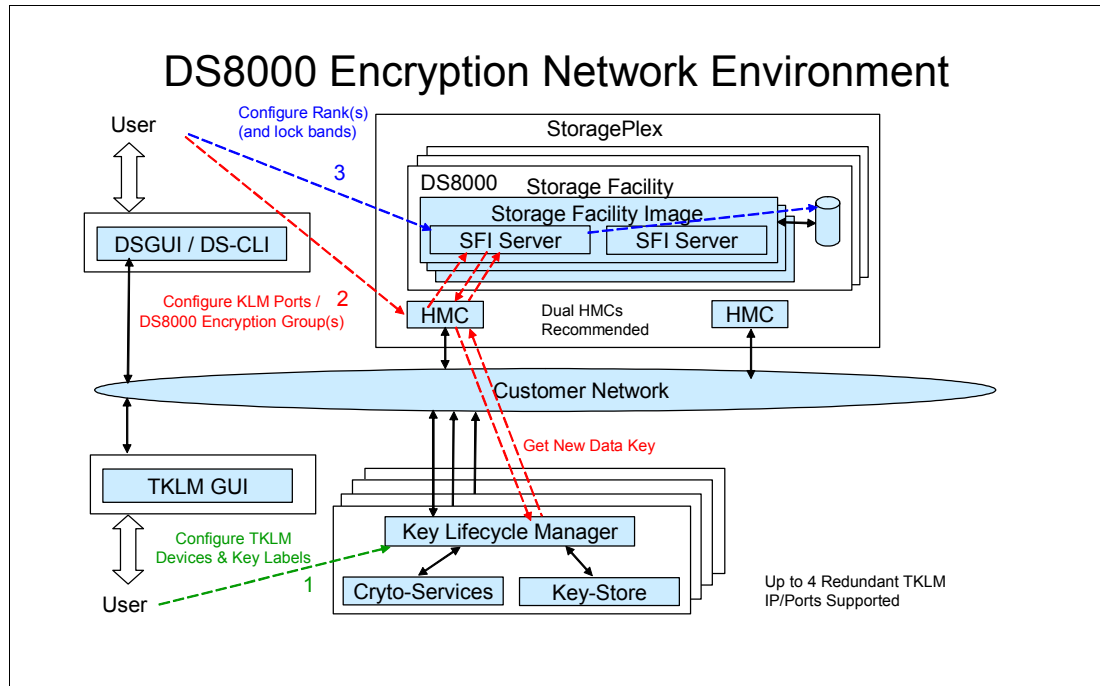 DS8000 Encryption Network Environment
User
Configure Rank(s)
(and lock bands)
3
StoragePlex
DS8000
Storage Facility
Storage Facility Image
SFI Server
SFI Server
DSGUI / DS-CLI
Configure KLM Ports /
DS8000 Encryption Group(s)
2
HMC
Dual HMCs
Recommended
HMC
Customer Network
Get New Data Key
TKLM GUI
Key Lifecycle Manager
Configure TKLM
Devices & Key Labels
1
Cryto-Services
Key-Store
User
Up to 4 Redundant TKLM
IP/Ports Supported